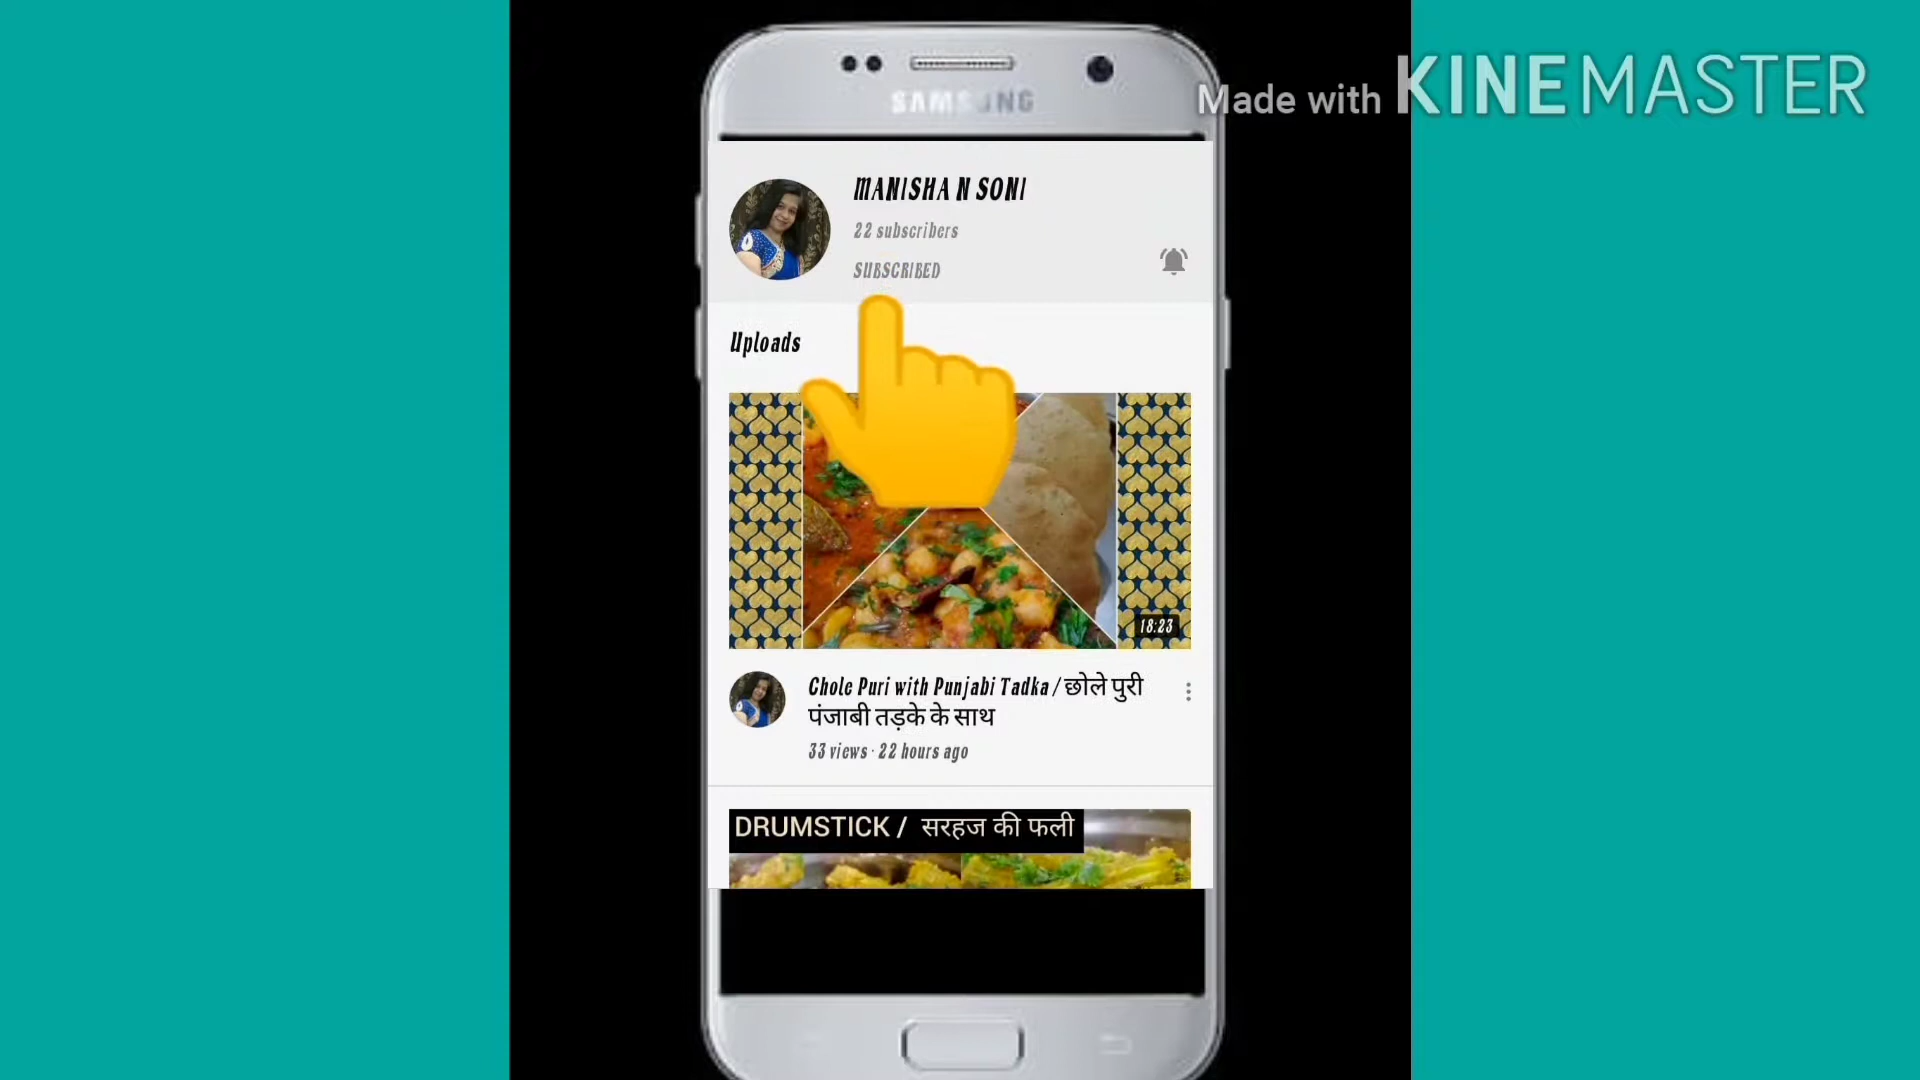 SAMSUNG
Made with KINEMASTER
MANISHA N SONI
22 subscribers
SUBSCRIBED
Uploads
18:23
Chole Puri with Punjabi Tadka / छोले पुरी
पंजाबी तड़के के साथ
33 views · 22 hours ago
DRUMSTICK / सरहज की फली